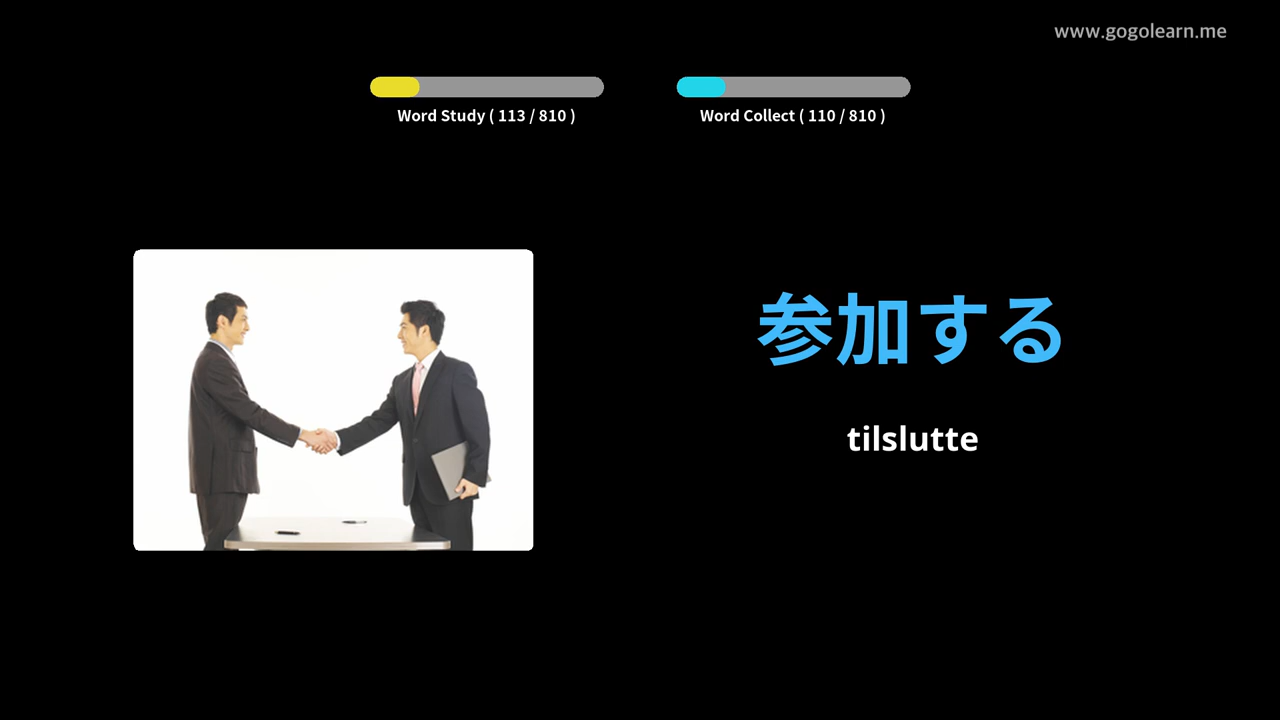 www.gogolearn.me
Word Study ( 113 / 810 )
Word Collect ( 110 / 810 )
参加する
tilslutte